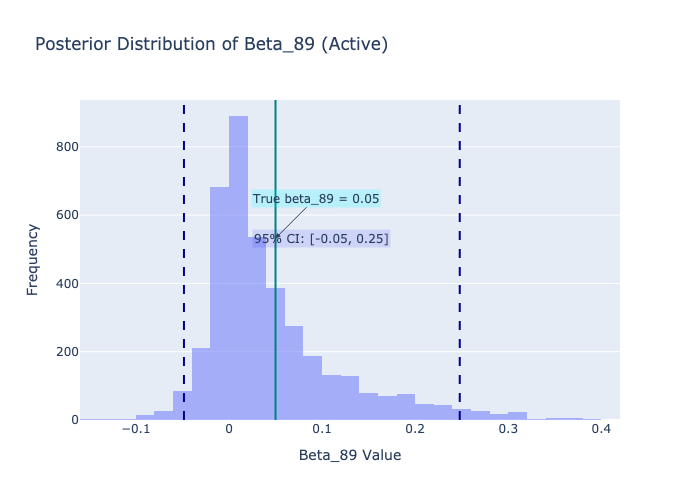 Posterior Distribution of Beta_89 (Active)
800
600
400
200
0
Frequency
True beta_89 = 0.05
95% CI: [-0.05, 0.25]
−0.1
0
0.1
0.2
0.3
0.4
Beta_89 Value